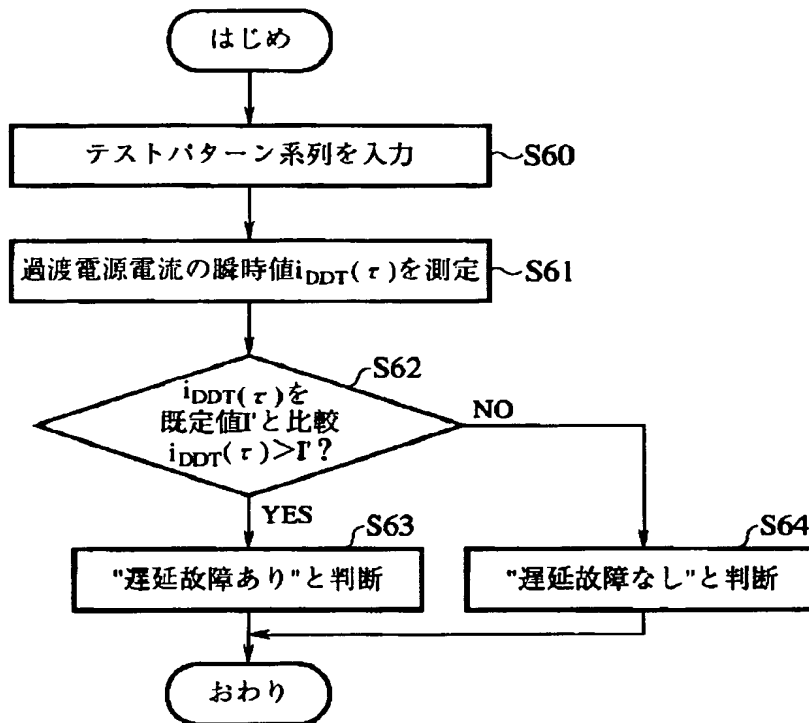 はじめ
テストパターン系列を入力
S60
過渡電源電流の瞬時値iDDT(τ)を測定
S61
S62
iDDT(τ)を
既定値I'と比較
iDDT(τ)>I'?
NO
YES
S63
S64
"遅延故障あり"と判断
"遅延故障なし"と判断
おわり